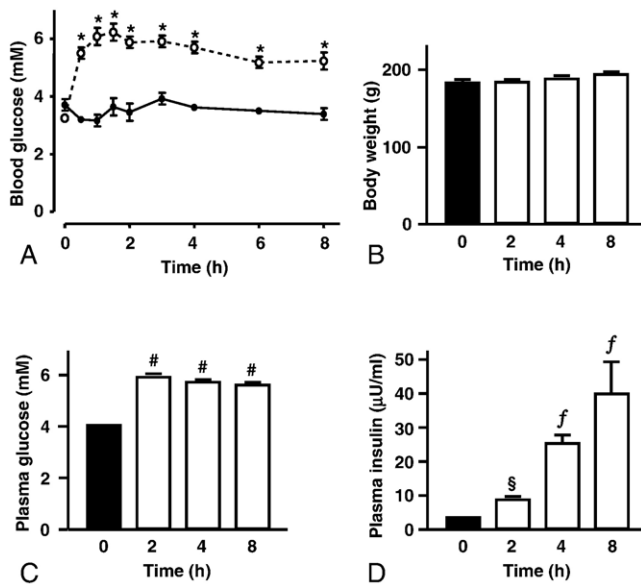 Blood glucose (mM)
6
4
2
0
* * * * * * * *
0 2 4 6 8
Time (h)
A
Body weight (g)
200
100
0
0 2 4 8
Time (h)
B
Plasma glucose (mM)
6
4
2
0
# # #
0 2 4 8
Time (h)
C
Plasma insulin (µU/ml)
50
40
30
20
10
0
§ ƒ ƒ
0 2 4 8
Time (h)
D